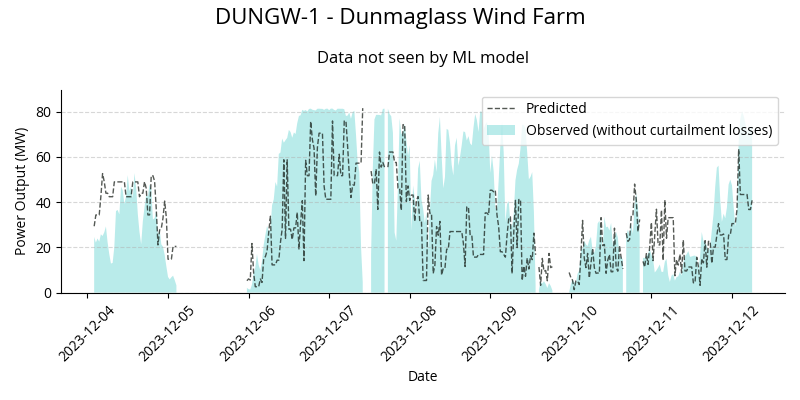 DUNGW-1 - Dunmaglass Wind Farm
Data not seen by ML model
Predicted
Observed (without curtailment losses)
Power Output (MW)
80
60
40
20
0
2023-12-04
2023-12-05
2023-12-06
2023-12-07
2023-12-08
2023-12-09
2023-12-10
2023-12-11
2023-12-12
Date